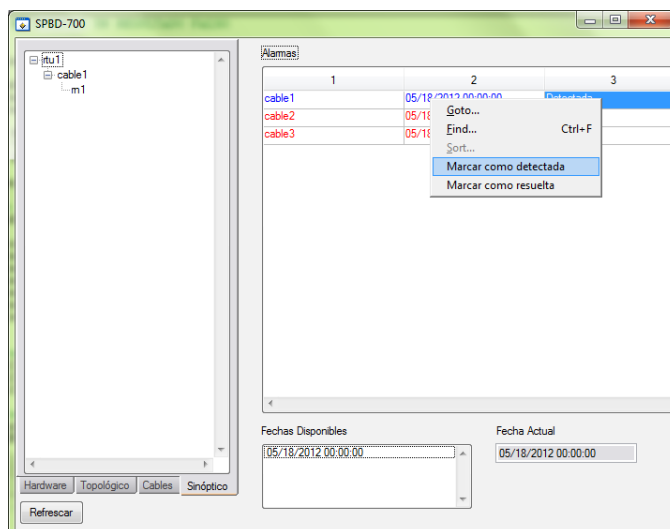 SPBD-700
rtu1
cable1
m1
Hardware Topológico Cables Sinóptico
Refrescar
Alarmas
1 2 3
cable1 05/18/2012 00:00:00 Detectada
cable2 05/18
cable3 05/18
Goto...
Find... Ctrl+F
Sort...
Marcar como detectada
Marcar como resuelta
Fechas Disponibles
05/18/2012 00:00:00
Fecha Actual
05/18/2012 00:00:00